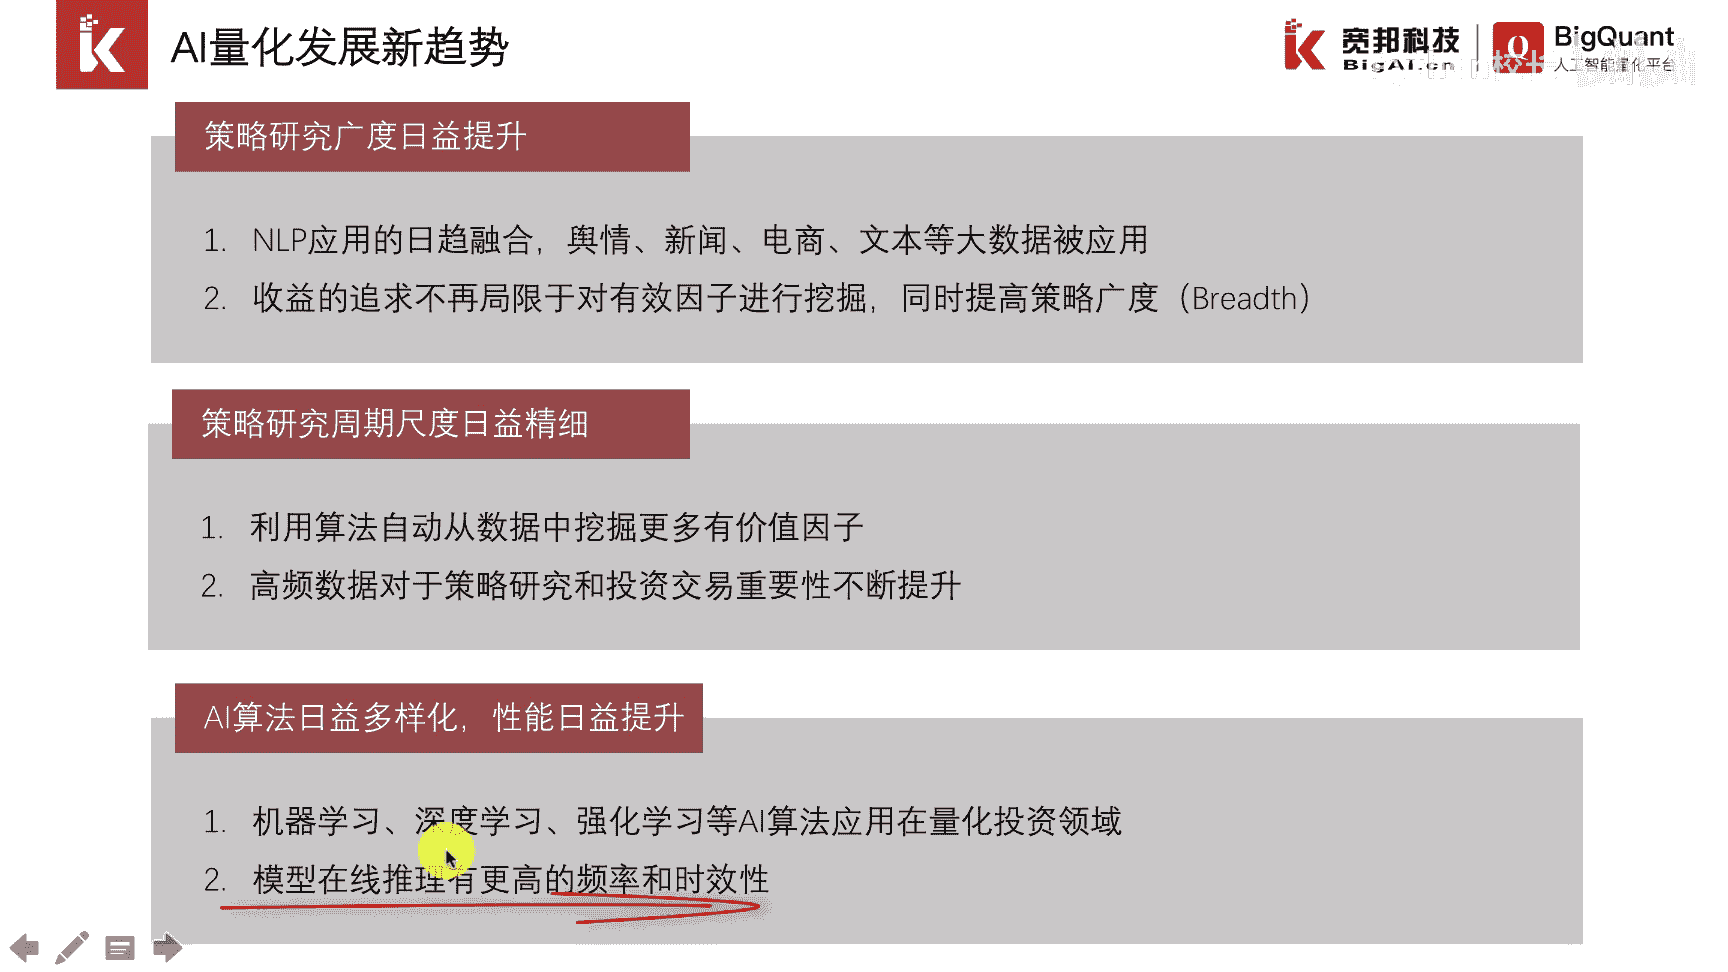 AI量化发展新趋势
宽邦科技
BigAI.cn
BigQuant
人工智能量化平台
策略研究广度日益提升
1. NLP应用的日趋融合，舆情、新闻、电商、文本等大数据被应用
2. 收益的追求不再局限于对有效因子进行挖掘，同时提高策略广度（Breadth）
策略研究周期尺度日益精细
1. 利用算法自动从数据中挖掘更多有价值因子
2. 高频数据对于策略研究和投资交易重要性不断提升
AI算法日益多样化，性能日益提升
1. 机器学习、深度学习、强化学习等AI算法应用在量化投资领域
2. 模型在线推理有更高的频率和时效性